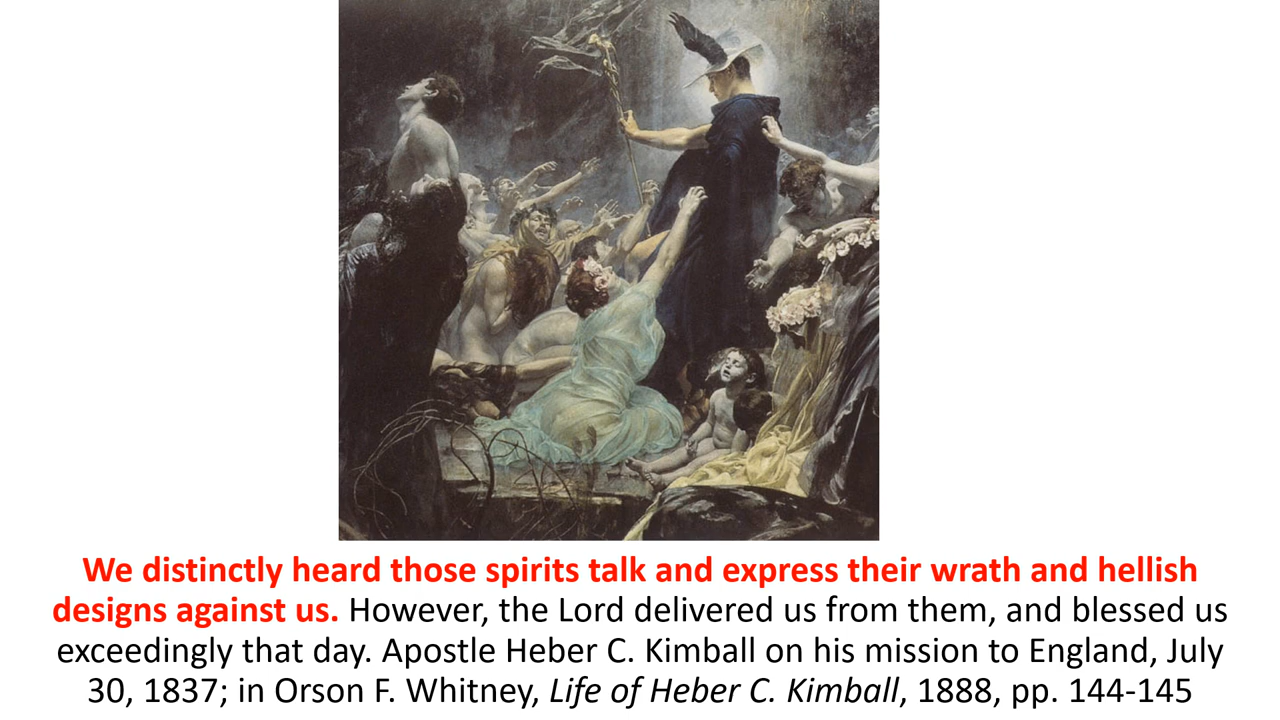 We distinctly heard those spirits talk and express their wrath and hellish
designs against us. However, the Lord delivered us from them, and blessed us
exceedingly that day. Apostle Heber C. Kimball on his mission to England, July
30, 1837; in Orson F. Whitney, Life of Heber C. Kimball, 1888, pp. 144-145